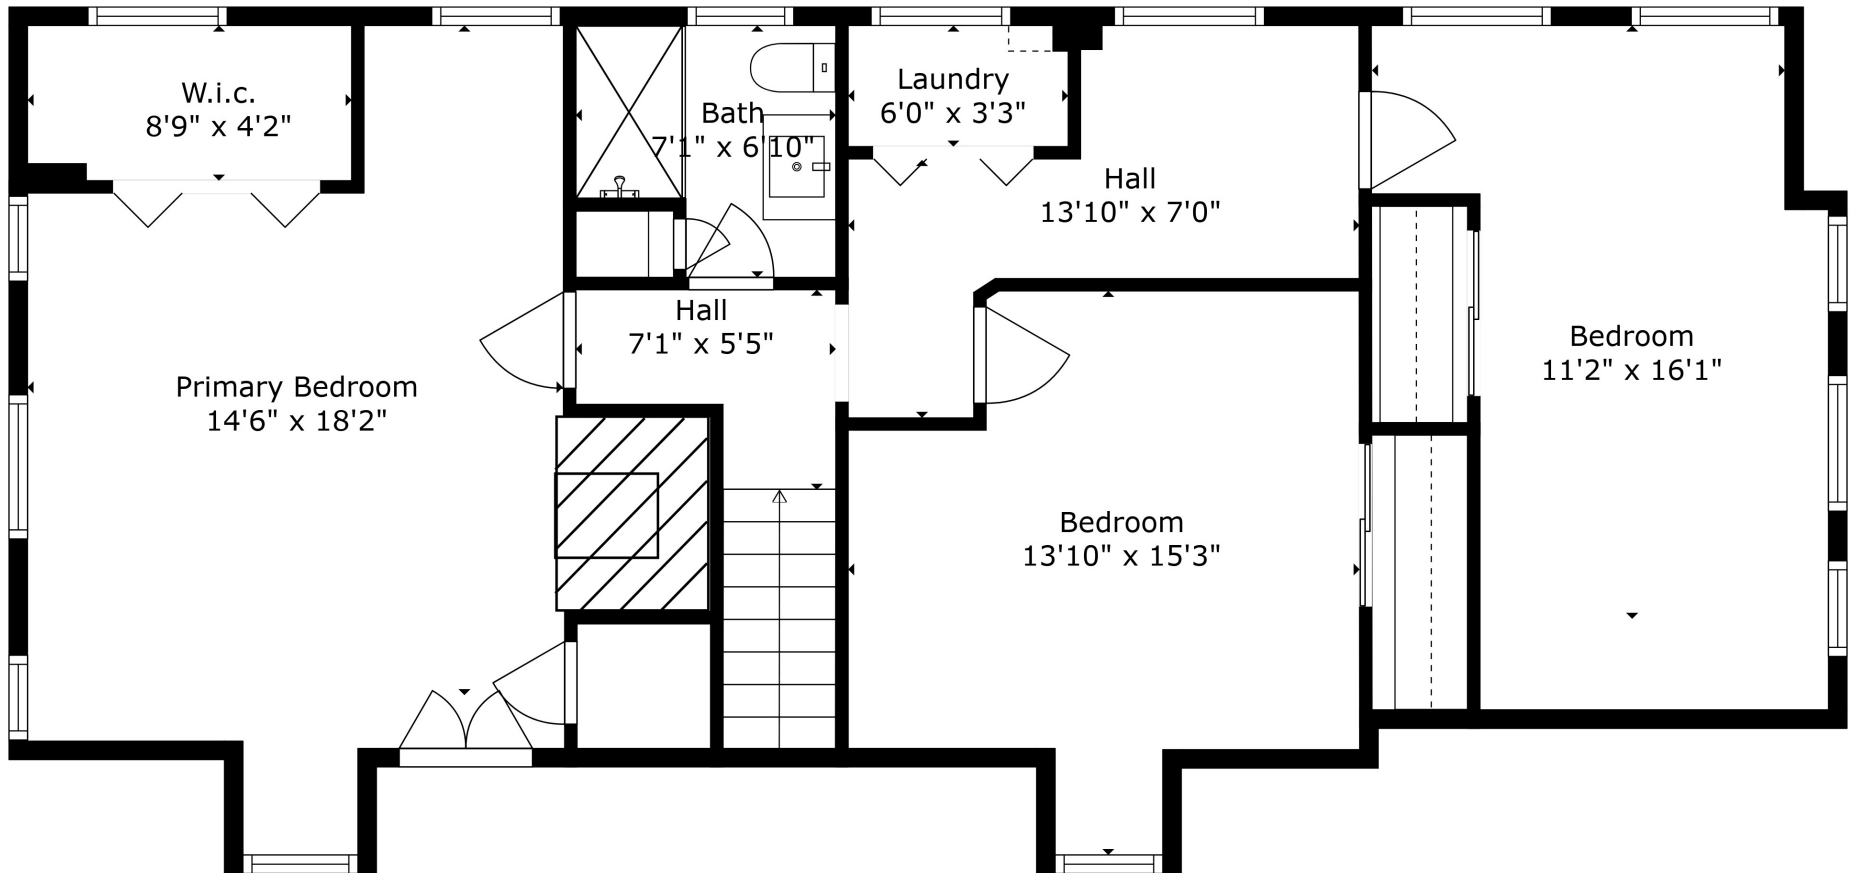 W.i.c.
8'9" x 4'2"
Bath
7'1" x 6'10"
Laundry
6'0" x 3'3"
Hall
13'10" x 7'0"
Hall
7'1" x 5'5"
Primary Bedroom
14'6" x 18'2"
Bedroom
11'2" x 16'1"
Bedroom
13'10" x 15'3"